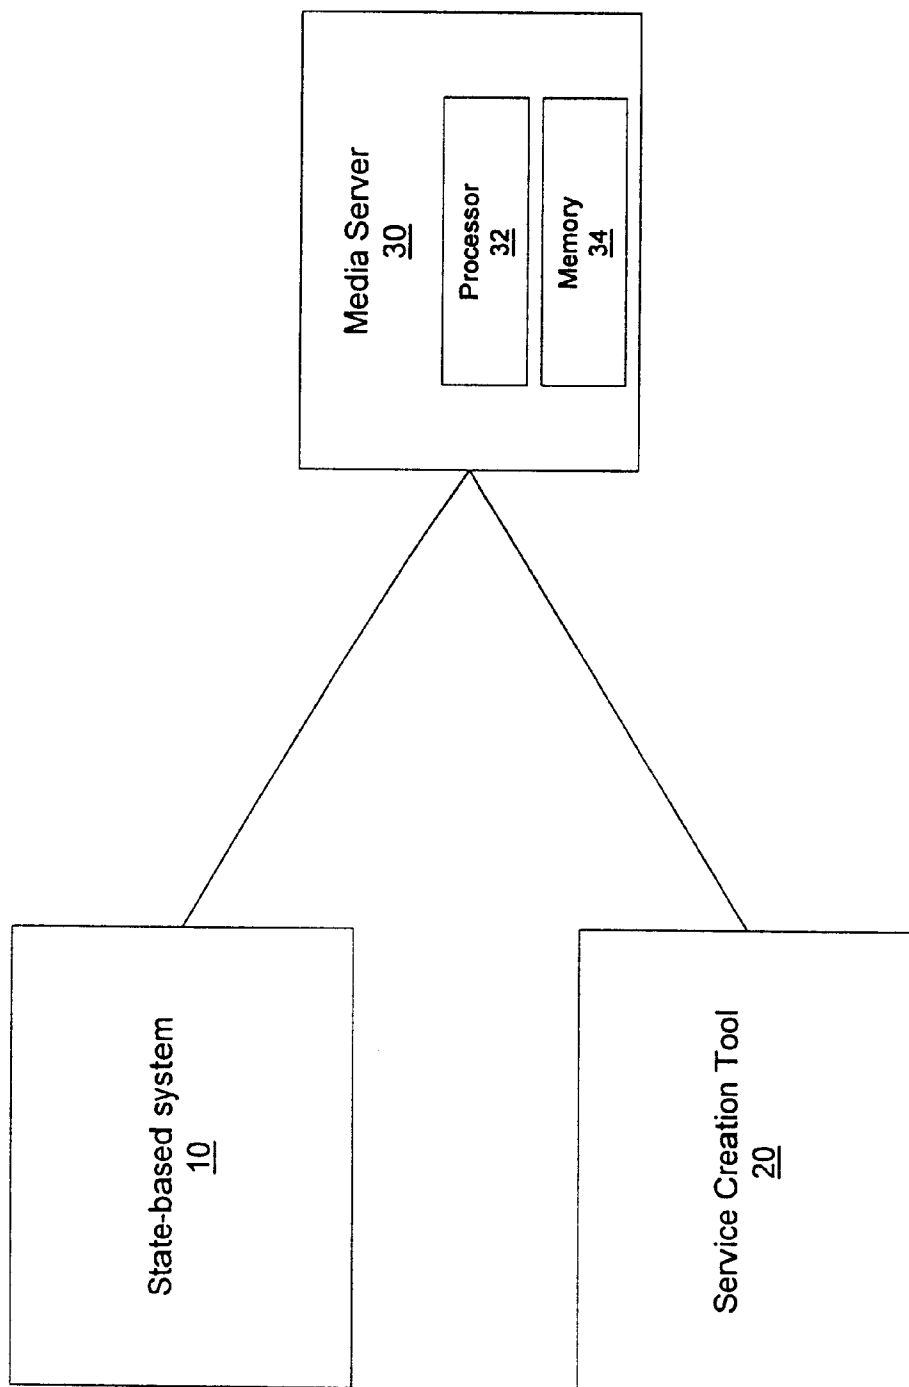 State-based system
10
Service Creation Tool
20
Media Server
30
Processor
32
Memory
34